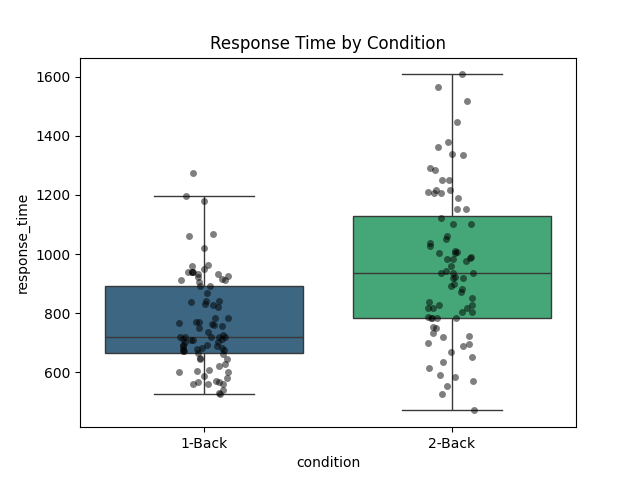 Response Time by Condition
response_time
1600
1400
1200
1000
800
600
1-Back
2-Back
condition